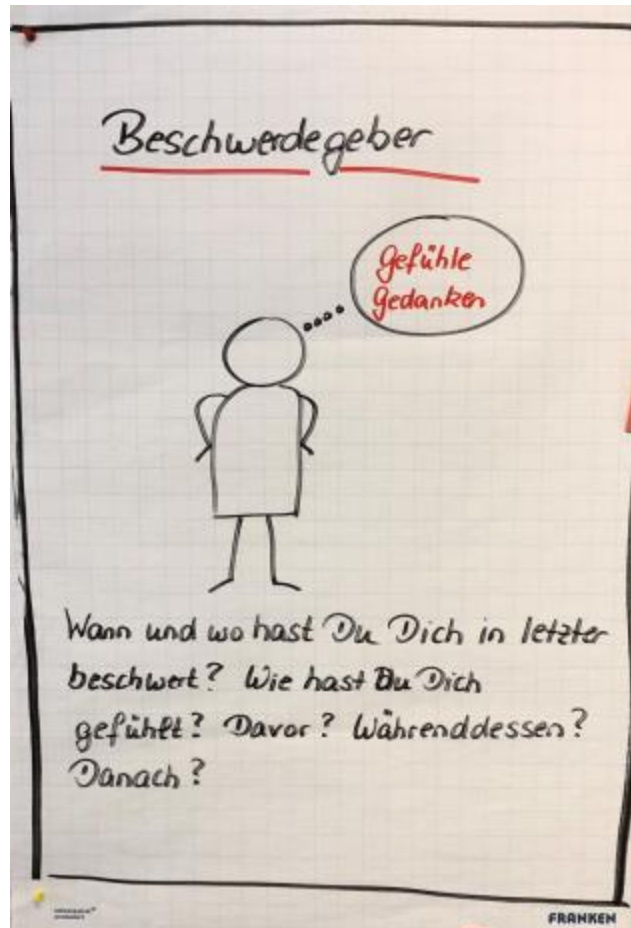 Beschwerdegeber
Gefühle
Gedanken
Wann und wo hast Du Dich in letzter
beschwert? Wie hast Du Dich
gefühlt? Davor? Währenddessen?
Danach?
FRANKEN